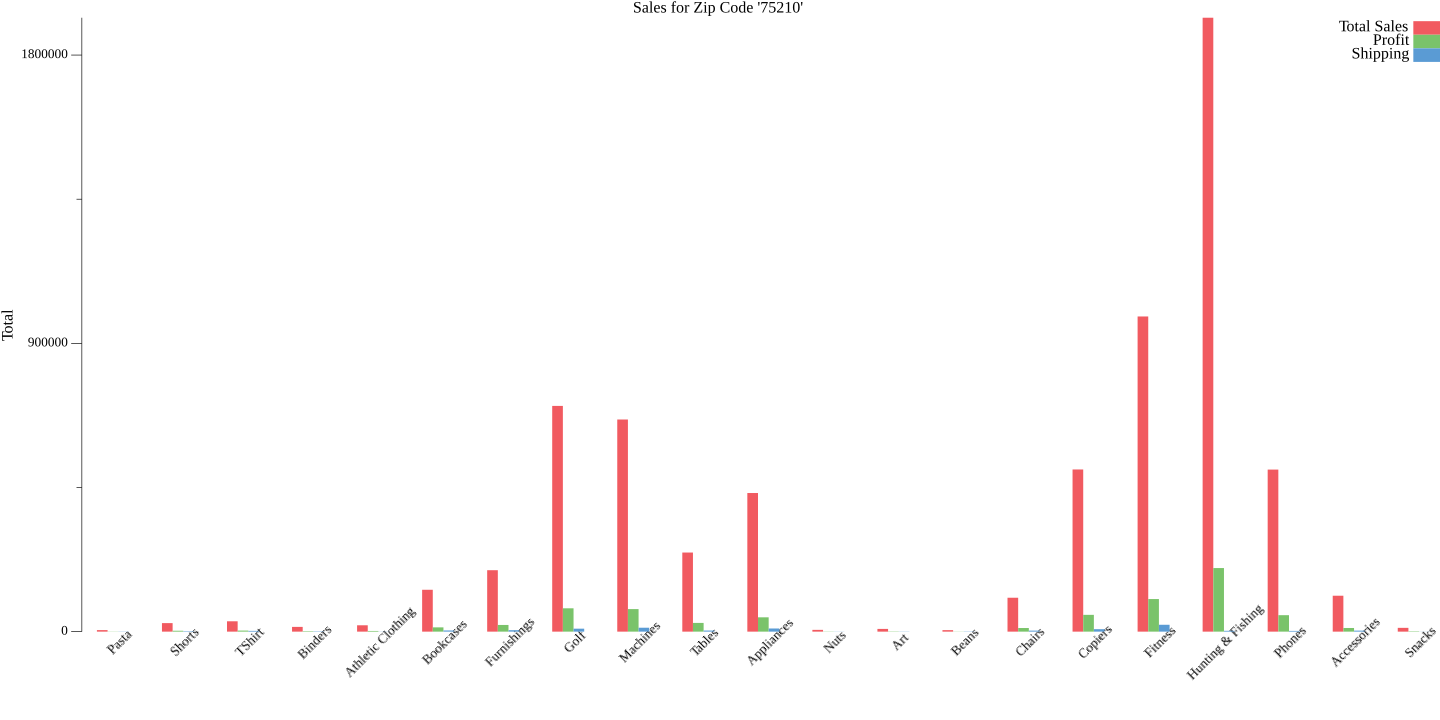 Sales for Zip Code '75210'
Total Sales
Profit
Shipping
1800000
900000
0
Total
Pasta
Shorts
TShirt
Binders
Athletic Clothing
Bookcases
Furnishings
Golf
Machines
Tables
Appliances
Nuts
Art
Beans
Chairs
Copiers
Fitness
Hunting & Fishing
Phones
Accessories
Snacks